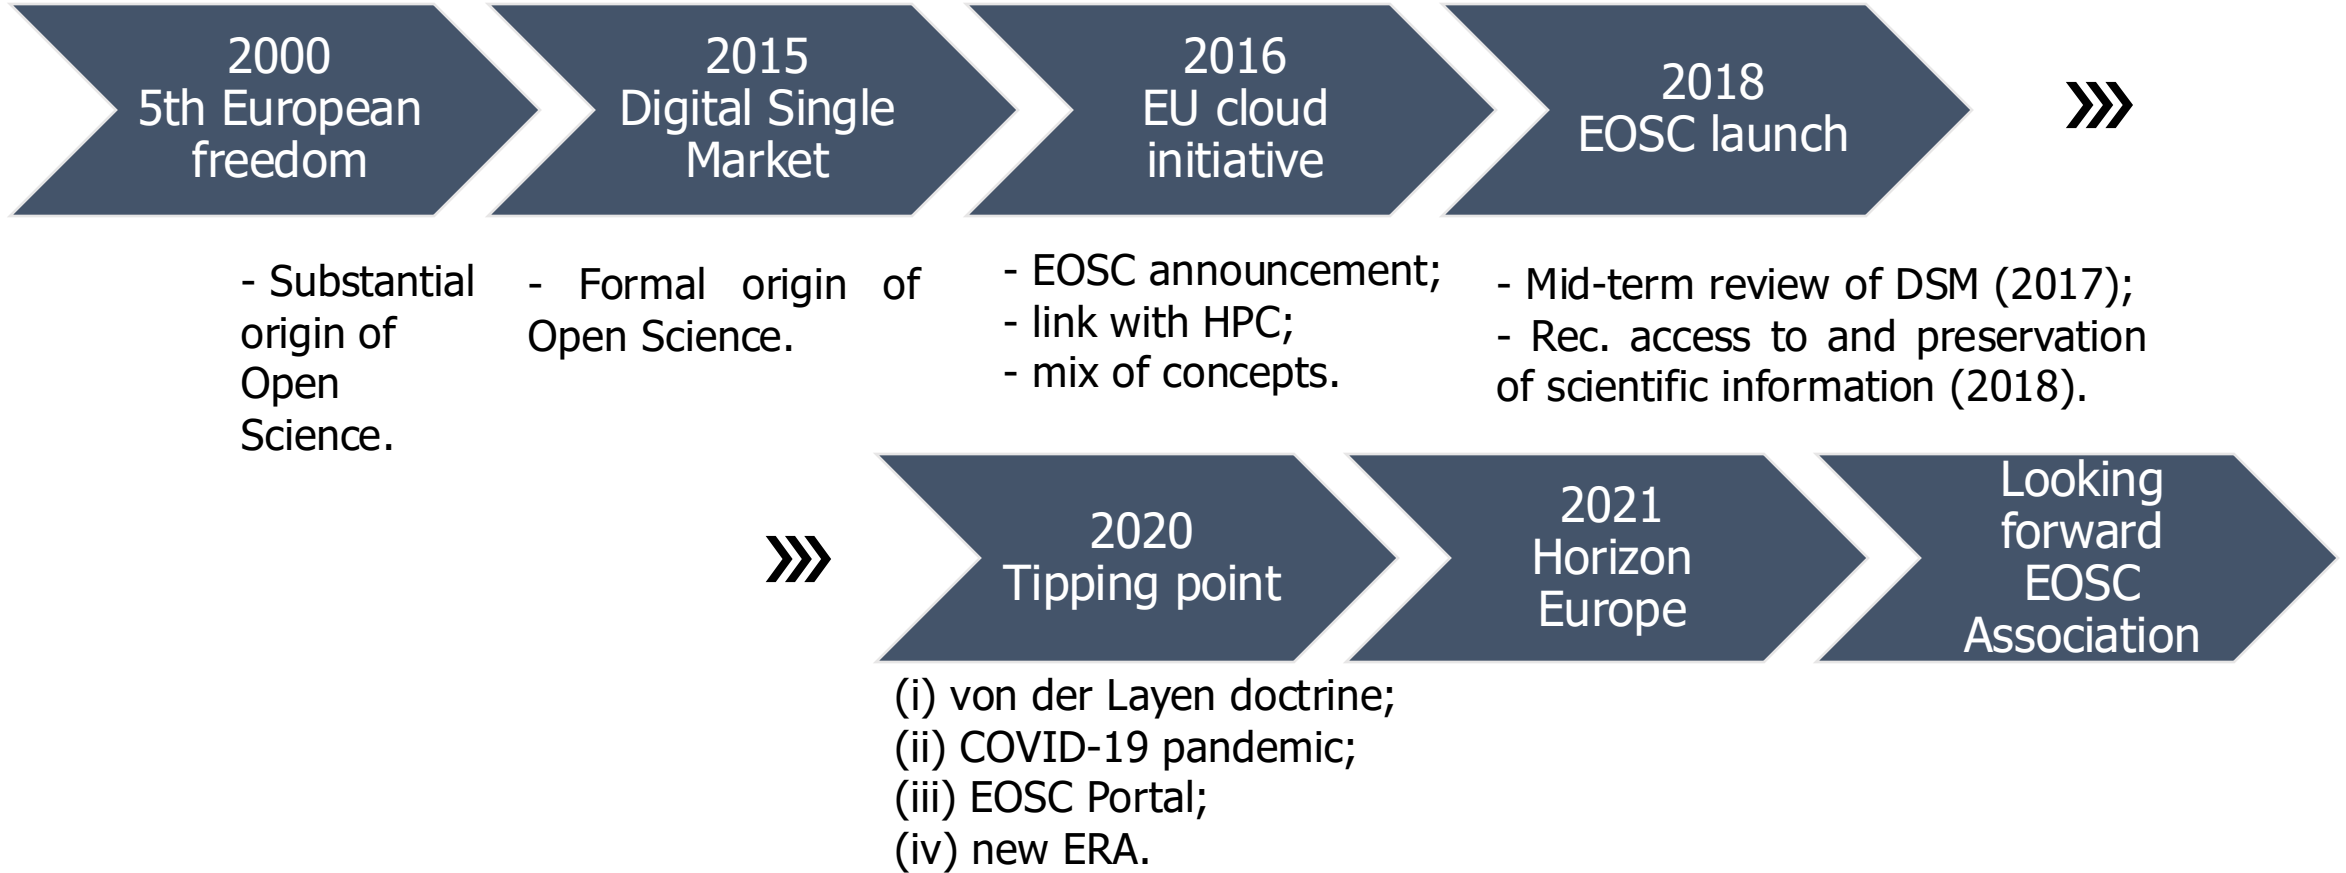 2000
5th European
freedom
2015
Digital Single
Market
2016
EU cloud
initiative
2018
EOSC launch
- Substantial
origin of
Open
Science.
- Formal origin of
Open Science.
- EOSC announcement;
- link with HPC;
- mix of concepts.
- Mid-term review of DSM (2017);
- Rec. access to and preservation
of scientific information (2018).
2020
Tipping point
2021
Horizon
Europe
Looking
forward
EOSC
Association
(i) von der Layen doctrine;
(ii) COVID-19 pandemic;
(iii) EOSC Portal;
(iv) new ERA.